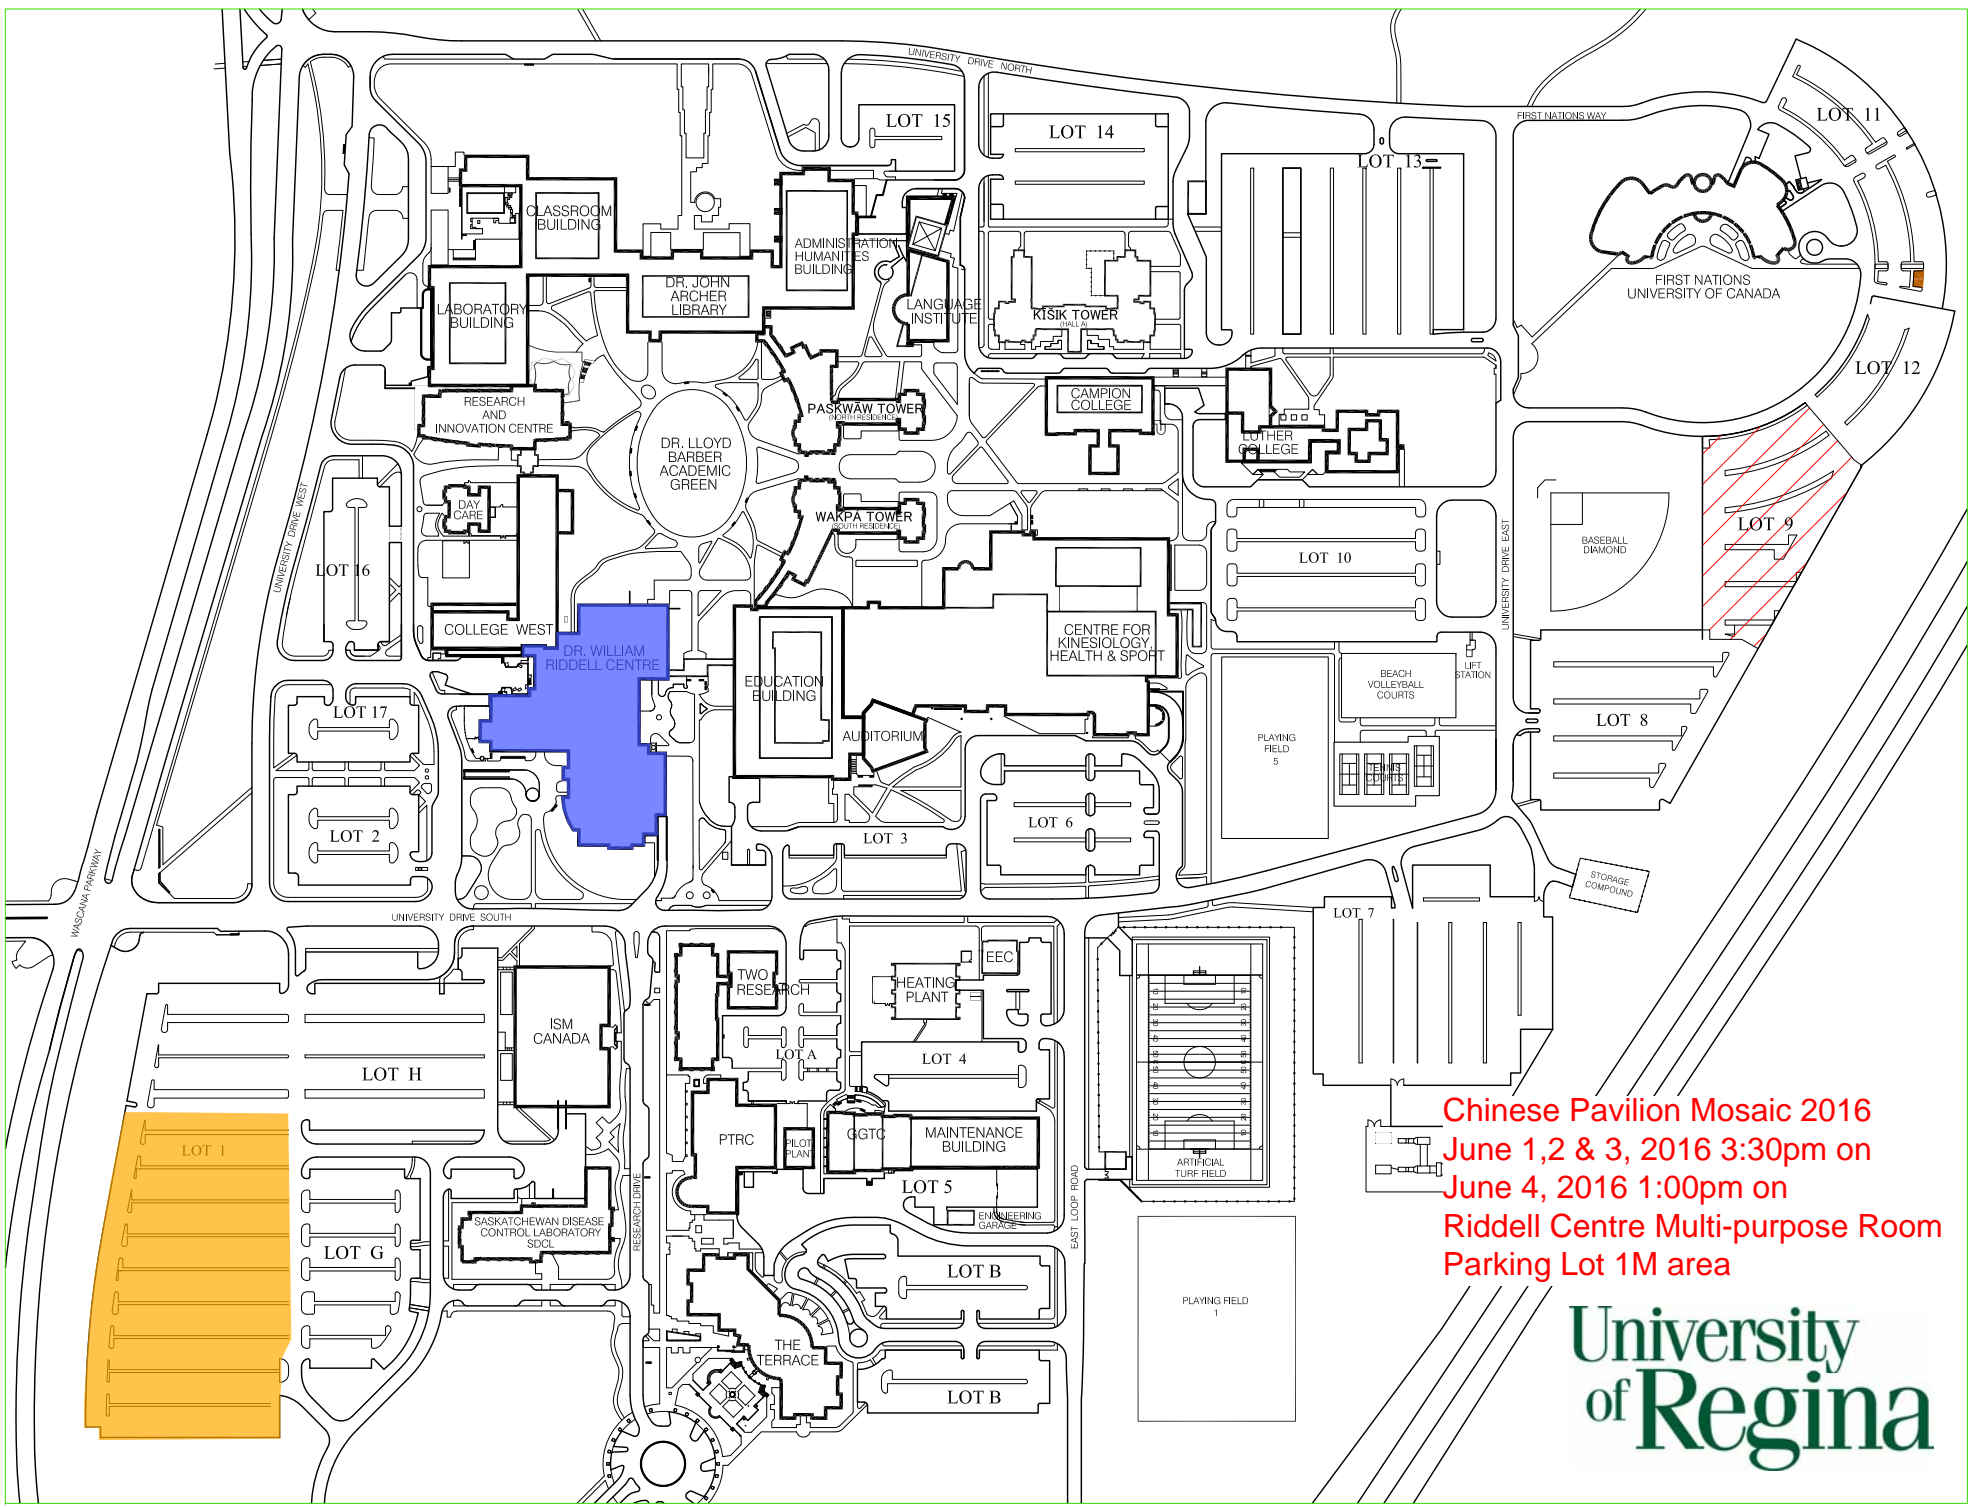 UNIVERSITY DRIVE NORTH
FIRST NATIONS WAY
LOT 11
LOT 15
LOT 14
LOT 13
CLASSROOM
BUILDING
ADMINISTRATION
HUMANITIES
BUILDING
DR. JOHN
ARCHER
LIBRARY
LABORATORY
BUILDING
LANGUAGE
INSTITUTE
KĪŠIK TOWER
(HALL A)
FIRST NATIONS
UNIVERSITY OF CANADA
LOT 12
RESEARCH
AND
INNOVATION CENTRE
PASKWĀW TOWER
(NORTH RESIDENCE)
CAMPION
COLLEGE
LUTHER
COLLEGE
DR. LLOYD
BARBER
ACADEMIC
GREEN
DAY
CARE
WAKPĀ TOWER
(SOUTH RESIDENCE)
UNIVERSITY DRIVE WEST
LOT 16
LOT 10
UNIVERSITY DRIVE EAST
BASEBALL
DIAMOND
LOT 9
COLLEGE WEST
DR. WILLIAM
RIDDELL CENTRE
CENTRE FOR
KINESIOLOGY,
HEALTH & SPORT
EDUCATION
BUILDING
AUDITORIUM
BEACH
VOLLEYBALL
COURTS
LIFT
STATION
LOT 17
LOT 8
PLAYING
FIELD
5
TENNIS
COURTS
LOT 2
LOT 3
LOT 6
STORAGE
COMPOUND
WASCANA PARKWAY
UNIVERSITY DRIVE SOUTH
LOT 7
TWO
RESEARCH
HEATING
PLANT
EEC
ISM
CANADA
LOT A
LOT 4
LOT H
PTRC
PILOT
PLANT
GGTC
MAINTENANCE
BUILDING
LOT 1
ARTIFICIAL
TURF FIELD
LOT 5
ENGINEERING
GARAGE
SASKATCHEWAN DISEASE
CONTROL LABORATORY
SDCL
RESEARCH DRIVE
EAST LOOP ROAD
LOT G
LOT B
PLAYING FIELD
1
THE
TERRACE
LOT B
Chinese Pavilion Mosaic 2016
June 1,2 & 3, 2016 3:30pm on
June 4, 2016 1:00pm on
Riddell Centre Multi-purpose Room
Parking Lot 1M area
University
of Regina